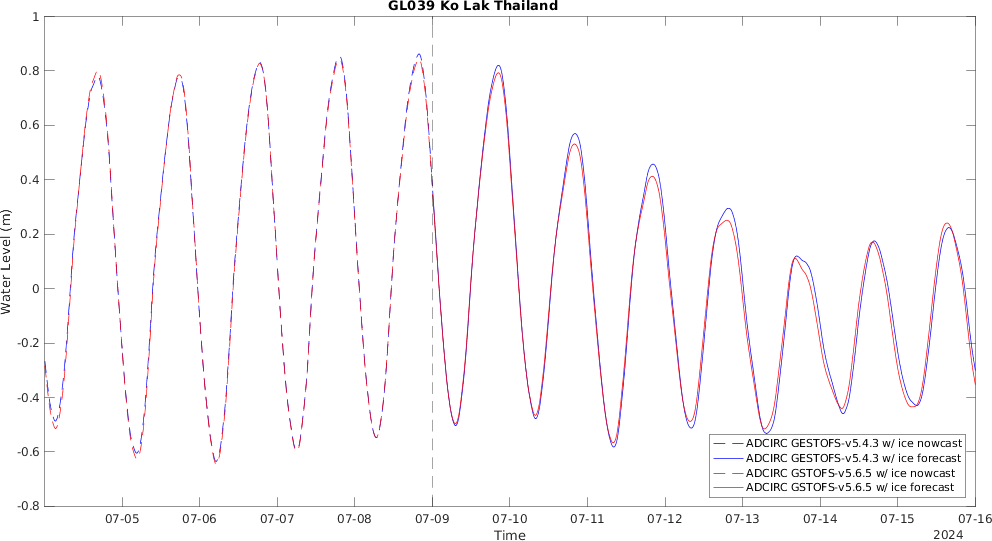 GL039 Ko Lak Thailand
1
0.8
0.6
0.4
0.2
0
-0.2
-0.4
-0.6
-0.8
Water Level (m)
ADCIRC GESTOFS-v5.4.3 w/ ice nowcast
ADCIRC GESTOFS-v5.4.3 w/ ice forecast
ADCIRC GSTOFS-v5.6.5 w/ ice nowcast
ADCIRC GSTOFS-v5.6.5 w/ ice forecast
07-05 07-06 07-07 07-08 07-09 07-10 07-11 07-12 07-13 07-14 07-15 07-16
Time
2024